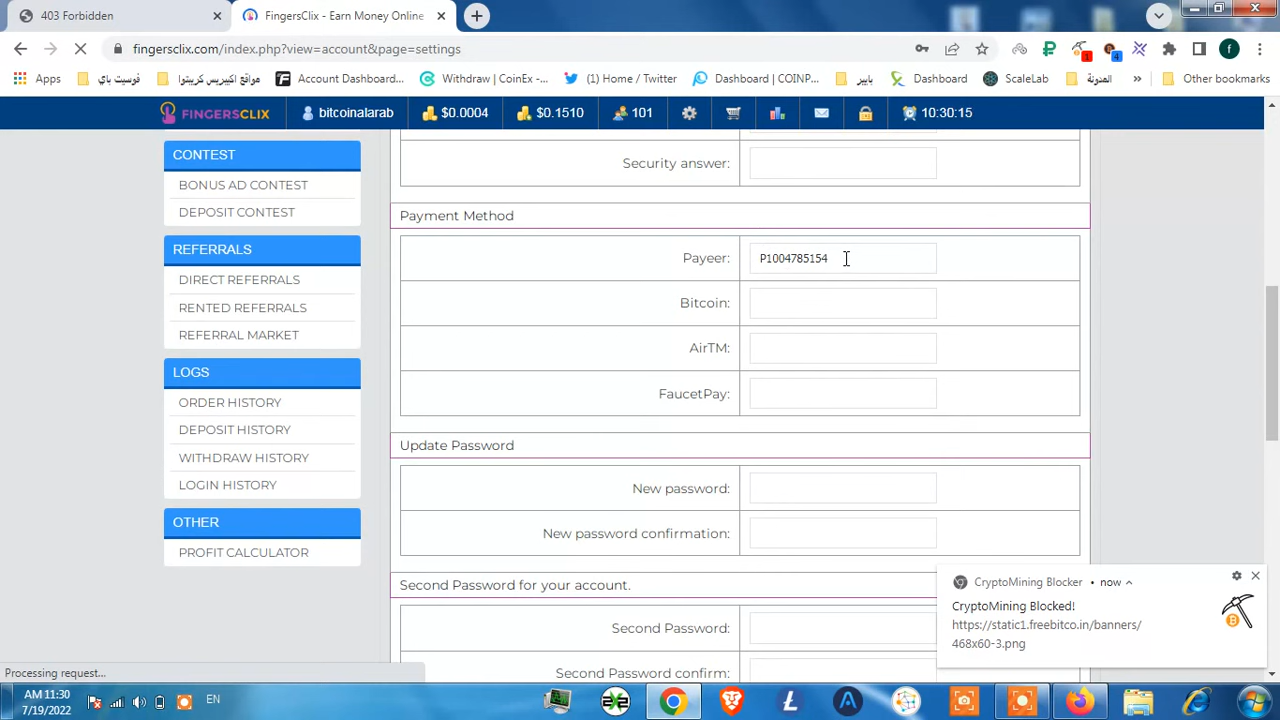 403 Forbidden
FingersClix - Earn Money Online
fingersclix.com/index.php?view=account&page=settings
1
4
f
Apps
فوسيت باي
مواقع اكبيريس كريبتوا
Account Dashboard...
Withdraw | CoinEx -...
(1) Home / Twitter
Dashboard | COINP...
بايير
Dashboard
ScaleLab
المدونة
»
Other bookmarks
FINGERSCLIX
bitcoinalarab
$0.0004
$0.1510
101
10:30:15
CONTEST
BONUS AD CONTEST
DEPOSIT CONTEST
REFERRALS
DIRECT REFERRALS
RENTED REFERRALS
REFERRAL MARKET
LOGS
ORDER HISTORY
DEPOSIT HISTORY
WITHDRAW HISTORY
LOGIN HISTORY
OTHER
PROFIT CALCULATOR
Security answer:
Payment Method
Payeer: P1004785154
Bitcoin:
AirTM:
FaucetPay:
Update Password
New password:
New password confirmation:
Second Password for your account.
Second Password:
Second Password confirm:
CryptoMining Blocker • now
CryptoMining Blocked!
https://static1.freebitco.in/banners/
468x60-3.png
Processing request...
AM 11:30
7/19/2022
EN